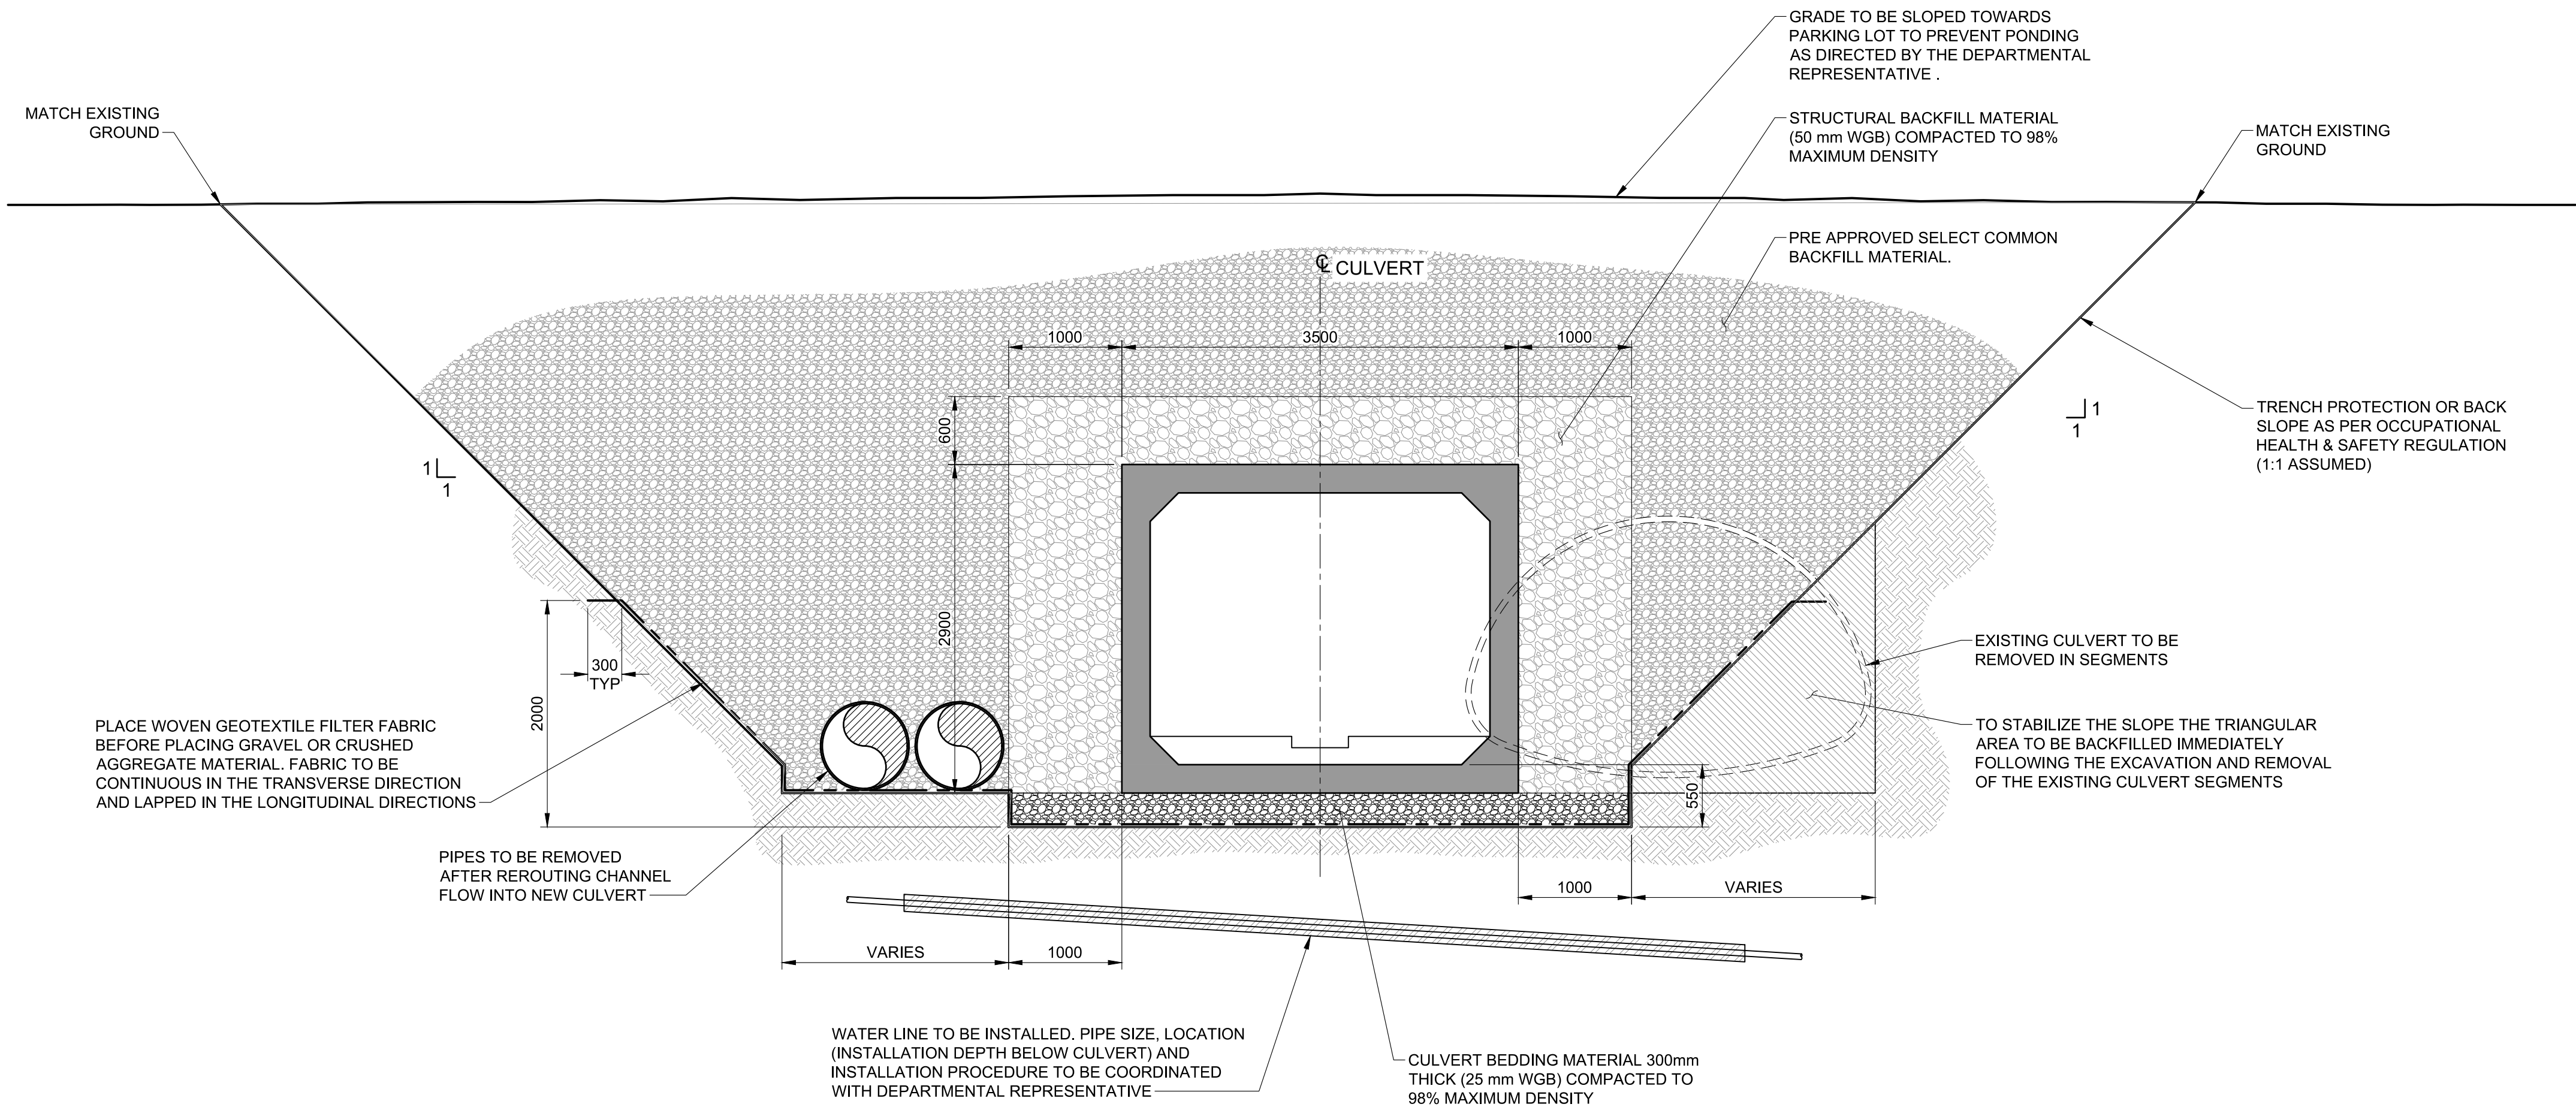 GRADE TO BE SLOPED TOWARDS
PARKING LOT TO PREVENT PONDING
AS DIRECTED BY THE DEPARTMENTAL
REPRESENTATIVE .
MATCH EXISTING
GROUND
STRUCTURAL BACKFILL MATERIAL
(50 mm WGB) COMPACTED TO 98%
MAXIMUM DENSITY
MATCH EXISTING
GROUND
PRE APPROVED SELECT COMMON
BACKFILL MATERIAL.
℄ CULVERT
1000
3500
1000
600
2900
1
1
1
1
TRENCH PROTECTION OR BACK
SLOPE AS PER OCCUPATIONAL
HEALTH & SAFETY REGULATION
(1:1 ASSUMED)
300
TYP
2000
EXISTING CULVERT TO BE
REMOVED IN SEGMENTS
PLACE WOVEN GEOTEXTILE FILTER FABRIC
BEFORE PLACING GRAVEL OR CRUSHED
AGGREGATE MATERIAL. FABRIC TO BE
CONTINUOUS IN THE TRANSVERSE DIRECTION
AND LAPPED IN THE LONGITUDINAL DIRECTIONS
TO STABILIZE THE SLOPE THE TRIANGULAR
AREA TO BE BACKFILLED IMMEDIATELY
FOLLOWING THE EXCAVATION AND REMOVAL
OF THE EXISTING CULVERT SEGMENTS
550
PIPES TO BE REMOVED
AFTER REROUTING CHANNEL
FLOW INTO NEW CULVERT
1000
VARIES
VARIES
1000
WATER LINE TO BE INSTALLED. PIPE SIZE, LOCATION
(INSTALLATION DEPTH BELOW CULVERT) AND
INSTALLATION PROCEDURE TO BE COORDINATED
WITH DEPARTMENTAL REPRESENTATIVE
CULVERT BEDDING MATERIAL 300mm
THICK (25 mm WGB) COMPACTED TO
98% MAXIMUM DENSITY